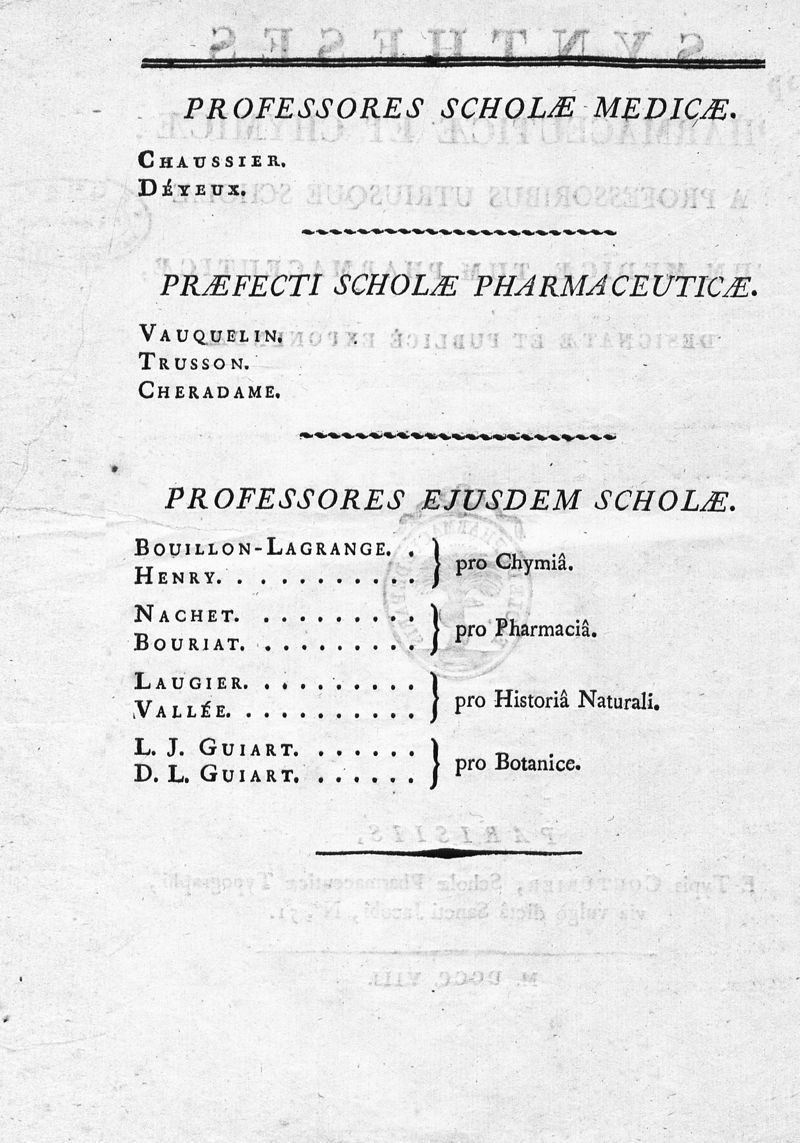 PROFESSORES SCHOLÆ MEDICÆ.
CHAUSSIER.
DÉYEUX.
PRÆFECTI SCHOLÆ PHARMACEUTICÆ.
VAUQUELIN.
TRUSSON.
CHERADAME.
PROFESSORES EJUSDEM SCHOLÆ.
BOUILLON-LAGRANGE. . } pro Chymiâ.
HENRY. . . . . . . . . . .
NACHET. . . . . . . . . . } pro Pharmaciâ.
BOURIAT. . . . . . . . . .
LAUGIER. . . . . . . . . . } pro Historiâ Naturali.
VALLÉE. . . . . . . . . . .
L. J. GUIART. . . . . . . } pro Botanice.
D. L. GUIART. . . . . . .